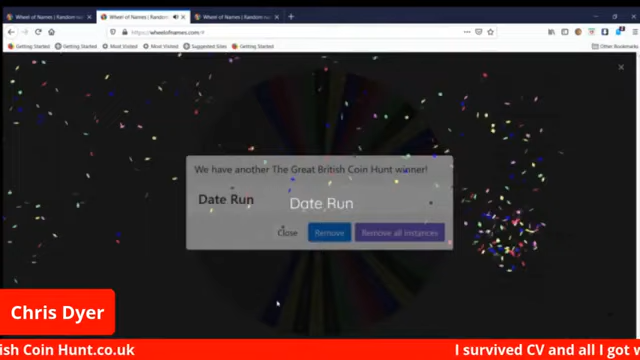 Wheel of Names | Random
Wheel of Names | Random
Wheel of Names | Random
https://wheelofnames.com/#
Getting Started
Getting Started
Most Visited
Most Visited
Suggested Sites
Getting Started
Other Bookmarks
We have another The Great British Coin Hunt winner!
Date Run
Date Run
Close
Remove
Remove all instances
Chris Dyer
ish Coin Hunt.co.uk
I survived CV and all I got w